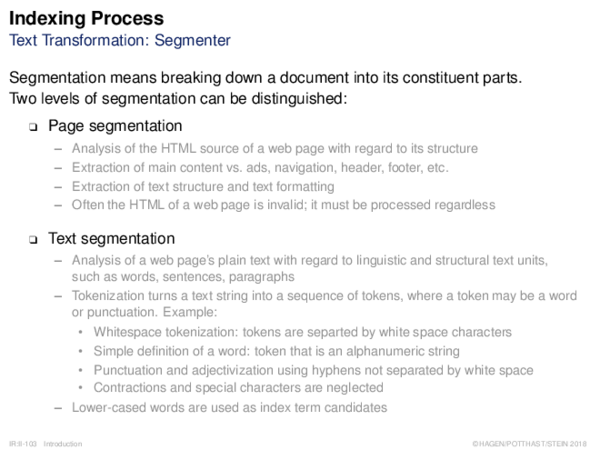 Indexing Process
Text Transformation: Segmenter
Segmentation means breaking down a document into its constituent parts.
Two levels of segmentation can be distinguished:
❑ Page segmentation
– Analysis of the HTML source of a web page with regard to its structure
– Extraction of main content vs. ads, navigation, header, footer, etc.
– Extraction of text structure and text formatting
– Often the HTML of a web page is invalid; it must be processed regardless
❑ Text segmentation
– Analysis of a web page's plain text with regard to linguistic and structural text units,
such as words, sentences, paragraphs
– Tokenization turns a text string into a sequence of tokens, where a token may be a word
or punctuation. Example:
• Whitespace tokenization: tokens are separted by white space characters
• Simple definition of a word: token that is an alphanumeric string
• Punctuation and adjectivization using hyphens not separated by white space
• Contractions and special characters are neglected
– Lower-cased words are used as index term candidates
IR:II-103 Introduction
©HAGEN/POTTHAST/STEIN 2018